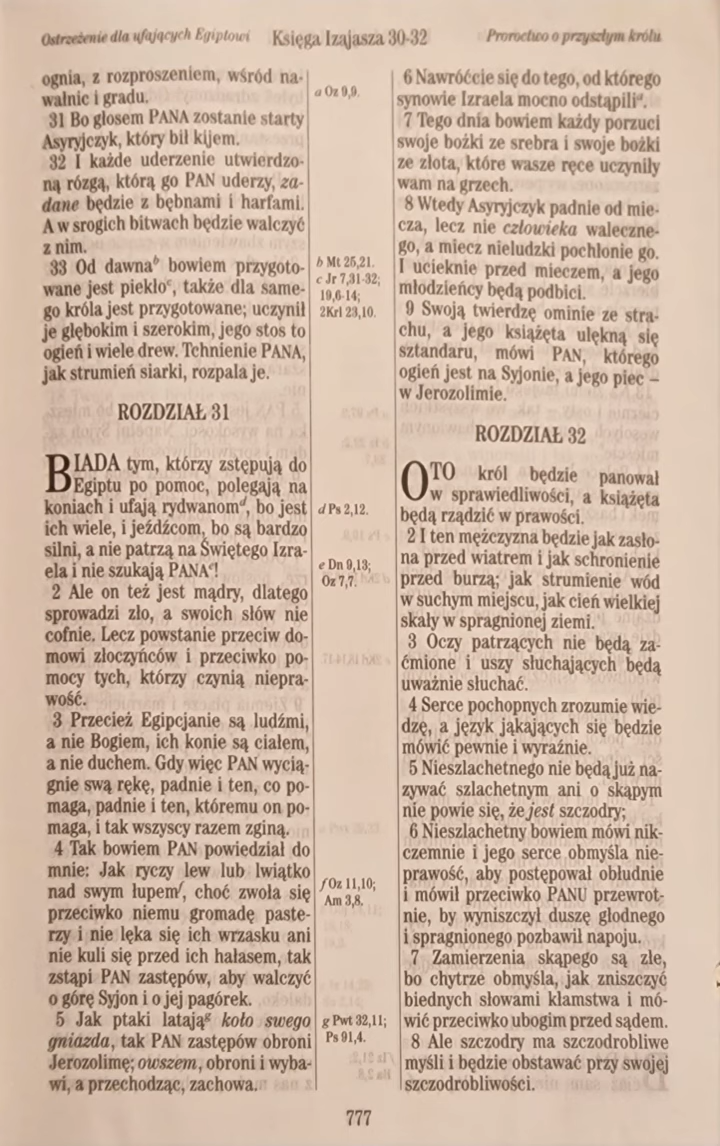 Ostrzeżenie dla ufających Egiptowi
Księga Izajasza 30-32
Proroctwo o przyszłym królu
ognia, z rozproszeniem, wśród na-
wałnic i gradu.
31 Bo głosem PANA zostanie starty
Asyryjczyk, który bił kijem.
32 I każde uderzenie utwierdzo-
ną rózgą, którą go PAN uderzy, za-
dane będzie z bębnami i harfami.
A w srogich bitwach będzie walczyć
z nim.
33 Od dawnaᵇ bowiem przygoto-
wane jest piekłoᶜ, także dla same-
go króla jest przygotowane; uczynił
je głębokim i szerokim, jego stos to
ogień i wiele drew. Tchnienie PANA,
jak strumień siarki, rozpala je.
ROZDZIAŁ 31
BIADA tym, którzy zstępują do
Egiptu po pomoc, polegają na
koniach i ufają rydwanomᵈ, bo jest
ich wiele, i jeźdźcom, bo są bardzo
silni, a nie patrzą na Świętego Izra-
ela i nie szukają PANAᵉ!
2 Ale on też jest mądry, dlatego
sprowadzi zło, a swoich słów nie
cofnie. Lecz powstanie przeciw do-
mowi złoczyńców i przeciwko po-
mocy tych, którzy czynią niepra-
wość.
3 Przecież Egipcjanie są ludźmi,
a nie Bogiem, ich konie są ciałem,
a nie duchem. Gdy więc PAN wycią-
gnie swą rękę, padnie i ten, co po-
maga, padnie i ten, któremu on po-
maga, i tak wszyscy razem zginą.
4 Tak bowiem PAN powiedział do
mnie: Jak ryczy lew lub lwiątko
nad swym łupemᶠ, choć zwoła się
przeciwko niemu gromadę paste-
rzy i nie lęka się ich wrzasku ani
nie kuli się przed ich hałasem, tak
zstąpi PAN zastępów, aby walczyć
o górę Syjon i o jej pagórek.
5 Jak ptaki latająᵍ koło swego
gniazda, tak PAN zastępów obroni
Jerozolimę; owszem, obroni i wyba-
wi, a przechodząc, zachowa.
a Oz 9,9.
b Mt 25,21.
c Jr 7,31-32;
19,6-14;
2Krl 23,10.
d Ps 2,12.
e Dn 9,13;
Oz 7,7.
f Oz 11,10;
Am 3,8.
g Pwt 32,11;
Ps 91,4.
6 Nawróćcie się do tego, od którego
synowie Izraela mocno odstąpiliᵃ.
7 Tego dnia bowiem każdy porzuci
swoje bożki ze srebra i swoje bożki
ze złota, które wasze ręce uczyniły
wam na grzech.
8 Wtedy Asyryjczyk padnie od mie-
cza, lecz nie człowieka waleczne-
go, a miecz nieludzki pochłonie go.
I ucieknie przed mieczem, a jego
młodzieńcy będą podbici.
9 Swoją twierdzę ominie ze stra-
chu, a jego książęta ulękną się
sztandaru, mówi PAN, którego
ogień jest na Syjonie, a jego piec –
w Jerozolimie.
ROZDZIAŁ 32
OTO król będzie panował
w sprawiedliwości, a książęta
będą rządzić w prawości.
2 I ten mężczyzna będzie jak zasło-
na przed wiatrem i jak schronienie
przed burzą; jak strumienie wód
w suchym miejscu, jak cień wielkiej
skały w spragnionej ziemi.
3 Oczy patrzących nie będą za-
ćmione i uszy słuchających będą
uważnie słuchać.
4 Serce pochopnych zrozumie wie-
dzę, a język jąkających się będzie
mówić pewnie i wyraźnie.
5 Nieszlachetnego nie będą już na-
zywać szlachetnym ani o skąpym
nie powie się, że jest szczodry;
6 Nieszlachetny bowiem mówi nik-
czemnie i jego serce obmyśla nie-
prawość, aby postępował obłudnie
i mówił przeciwko PANU przewrot-
nie, by wyniszczył duszę głodnego
i spragnionego pozbawił napoju.
7 Zamierzenia skąpego są złe,
bo chytrze obmyśla, jak zniszczyć
biednych słowami kłamstwa i mó-
wić przeciwko ubogim przed sądem.
8 Ale szczodry ma szczodrobliwe
myśli i będzie obstawać przy swojej
szczodrobliwości.
777